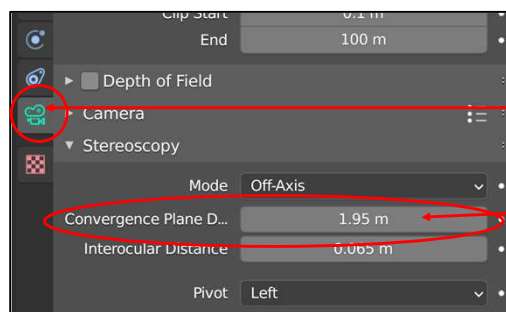 Clip Start 0.1 m
End 100 m
Depth of Field
Camera
Stereoscopy
Mode Off-Axis
Convergence Plane D... 1.95 m
Interocular Distance 0.065 m
Pivot Left